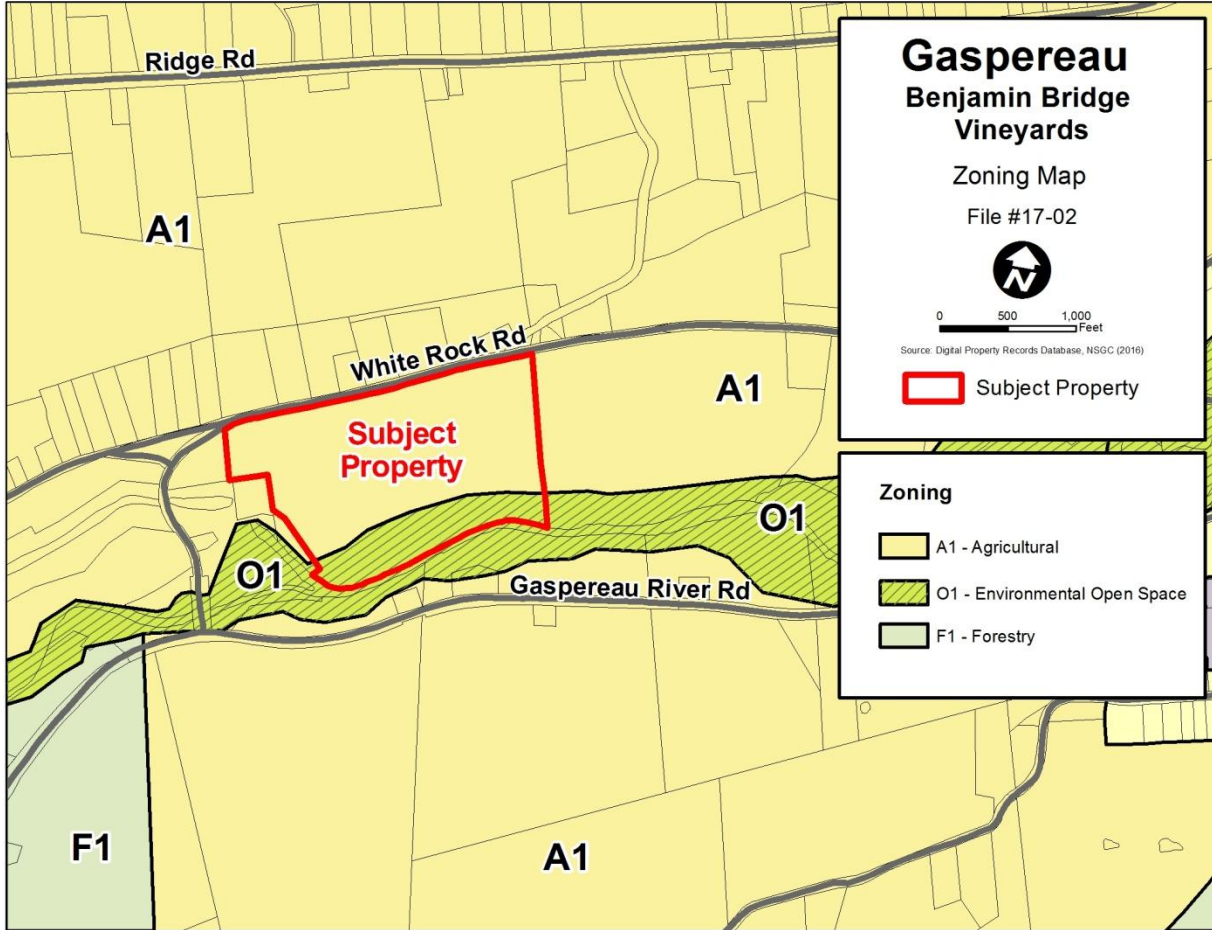 Ridge Rd
A1
White Rock Rd
A1
Subject
Property
O1
O1
Gaspereau River Rd
F1
A1
Gaspereau
Benjamin Bridge
Vineyards
Zoning Map
File #17-02
N
0 500 1,000
Feet
Source: Digital Property Records Database, NSGC (2016)
Subject Property
Zoning
A1 - Agricultural
O1 - Environmental Open Space
F1 - Forestry